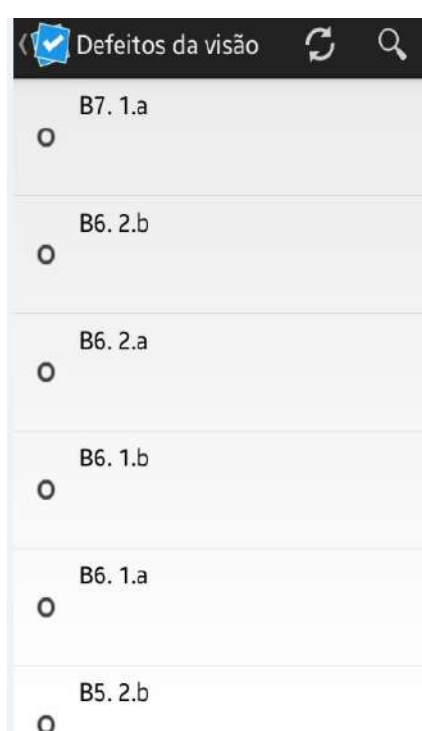 Defeitos da visão
B7. 1.a
B6. 2.b
B6. 2.a
B6. 1.b
B6. 1.a
B5. 2.b